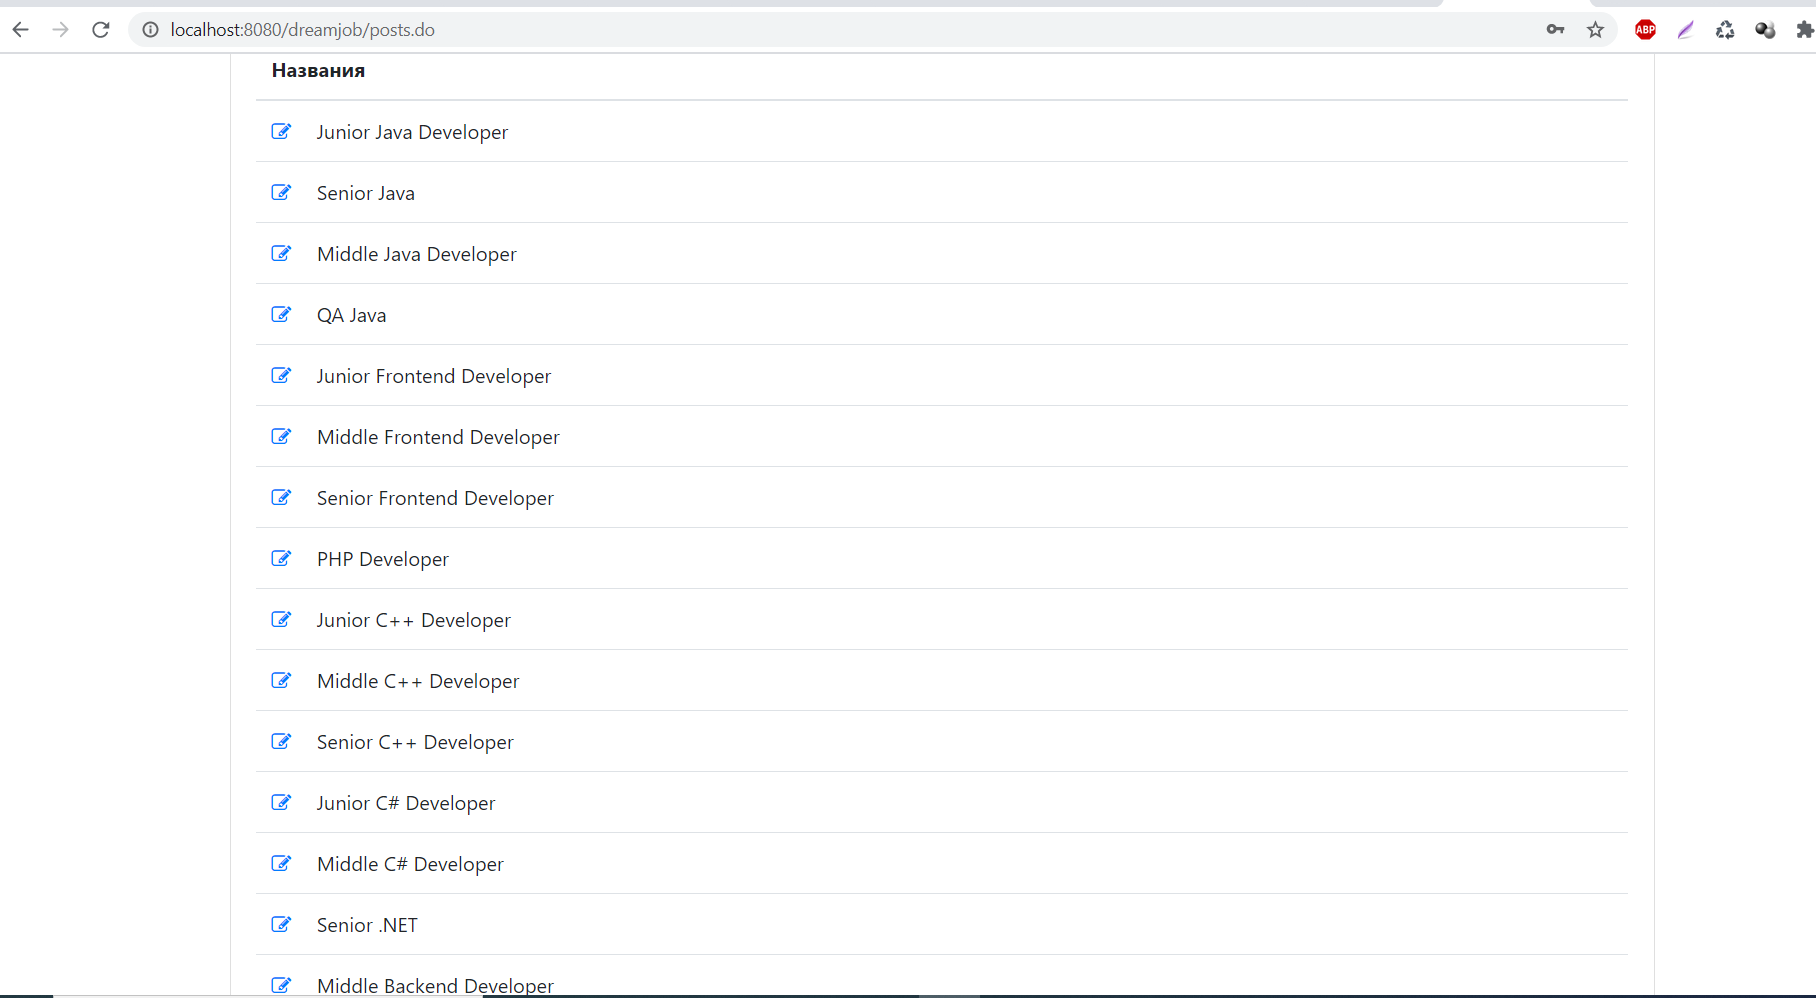 localhost:8080/dreamjob/posts.do
ABP
Названия
Junior Java Developer
Senior Java
Middle Java Developer
QA Java
Junior Frontend Developer
Middle Frontend Developer
Senior Frontend Developer
PHP Developer
Junior C++ Developer
Middle C++ Developer
Senior C++ Developer
Junior C# Developer
Middle C# Developer
Senior .NET
Middle Backend Developer